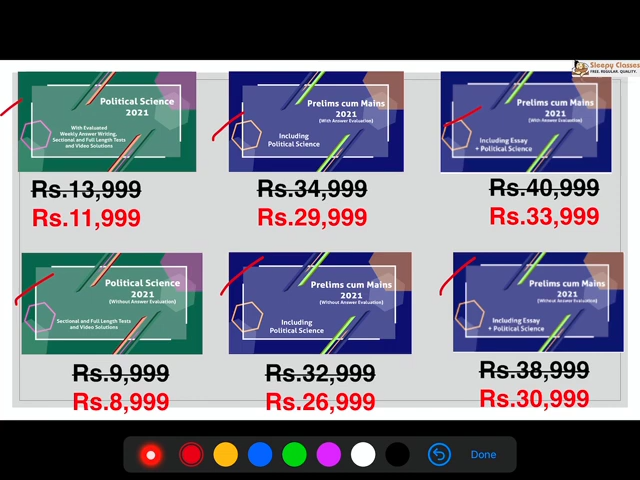 Sleepy Classes
FREE. REGULAR. QUALITY.
Political Science
2021
With Evaluated
Weekly Answer Writing,
Sectional and Full Length Tests
and Video Solutions
Rs.13,999
Rs.11,999
Prelims cum Mains
2021
(With Answer Evaluation)
Including
Political Science
Rs.34,999
Rs.29,999
Prelims cum Mains
2021
(With Answer Evaluation)
Including Essay
+ Political Science
Rs.40,999
Rs.33,999
Political Science
2021
(Without Answer Evaluation)
Sectional and Full Length Tests
and Video Solutions
Rs.9,999
Rs.8,999
Prelims cum Mains
2021
(Without Answer Evaluation)
Including
Political Science
Rs.32,999
Rs.26,999
Prelims cum Mains
2021
(Without Answer Evaluation)
Including Essay
+ Political Science
Rs.38,999
Rs.30,999
Done